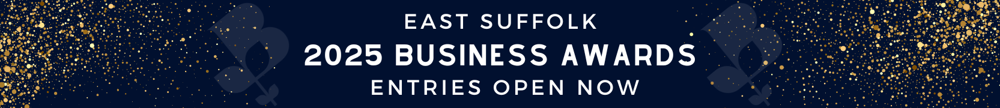 EAST SUFFOLK
2025 BUSINESS AWARDS
ENTRIES OPEN NOW